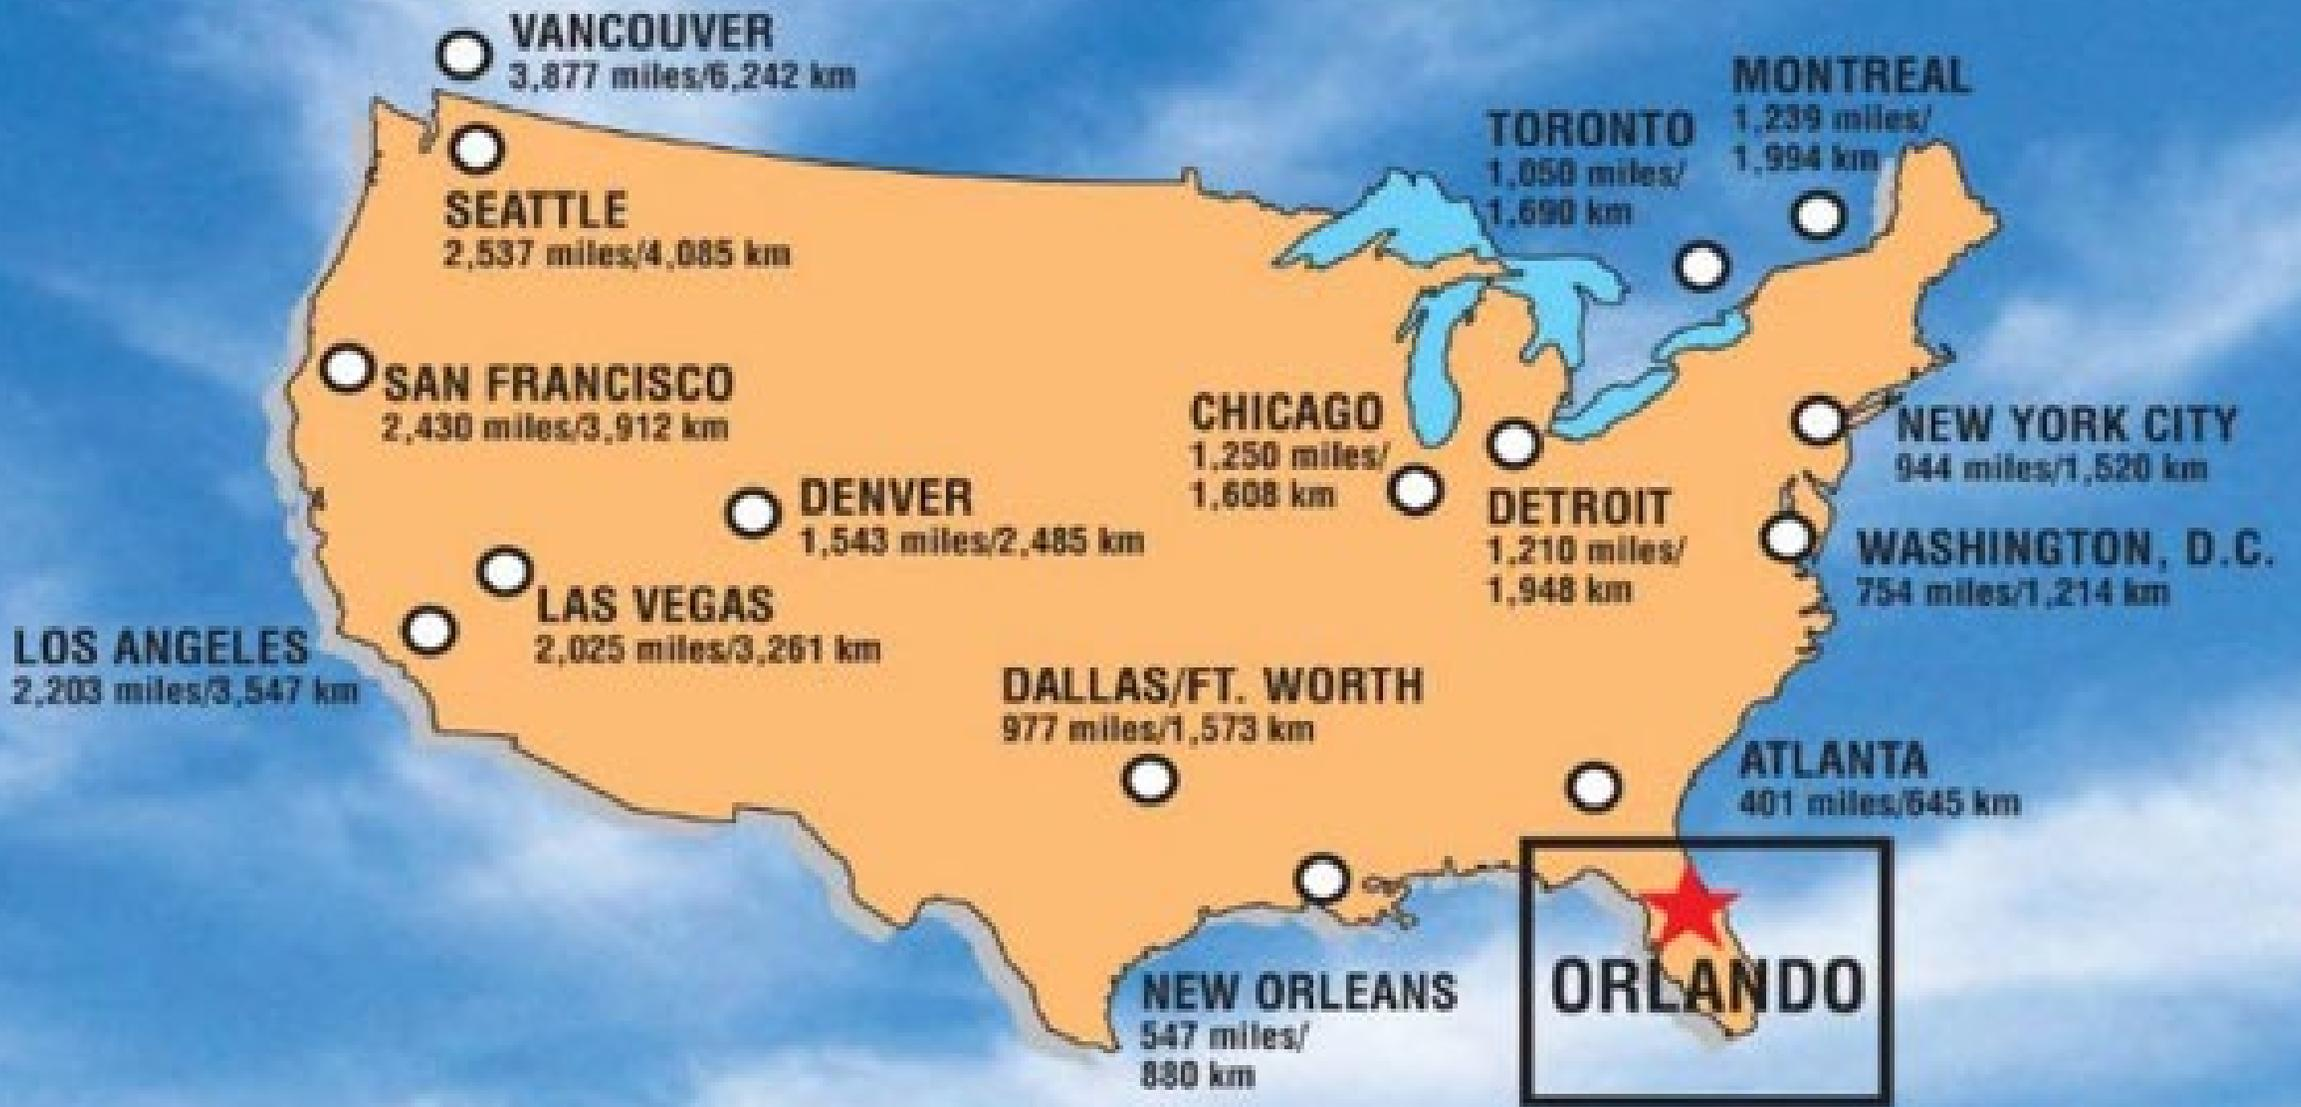 VANCOUVER
3,877 miles/6,242 km
MONTREAL
1,239 miles/
1,994 km
TORONTO
1,050 miles/
1,690 km
SEATTLE
2,537 miles/4,085 km
SAN FRANCISCO
2,430 miles/3,912 km
CHICAGO
1,250 miles/
1,608 km
NEW YORK CITY
944 miles/1,520 km
DENVER
1,543 miles/2,485 km
DETROIT
1,210 miles/
1,948 km
WASHINGTON, D.C.
754 miles/1,214 km
LAS VEGAS
2,025 miles/3,261 km
LOS ANGELES
2,203 miles/3,547 km
DALLAS/FT. WORTH
977 miles/1,573 km
ATLANTA
401 miles/645 km
NEW ORLEANS
547 miles/
880 km
ORLANDO